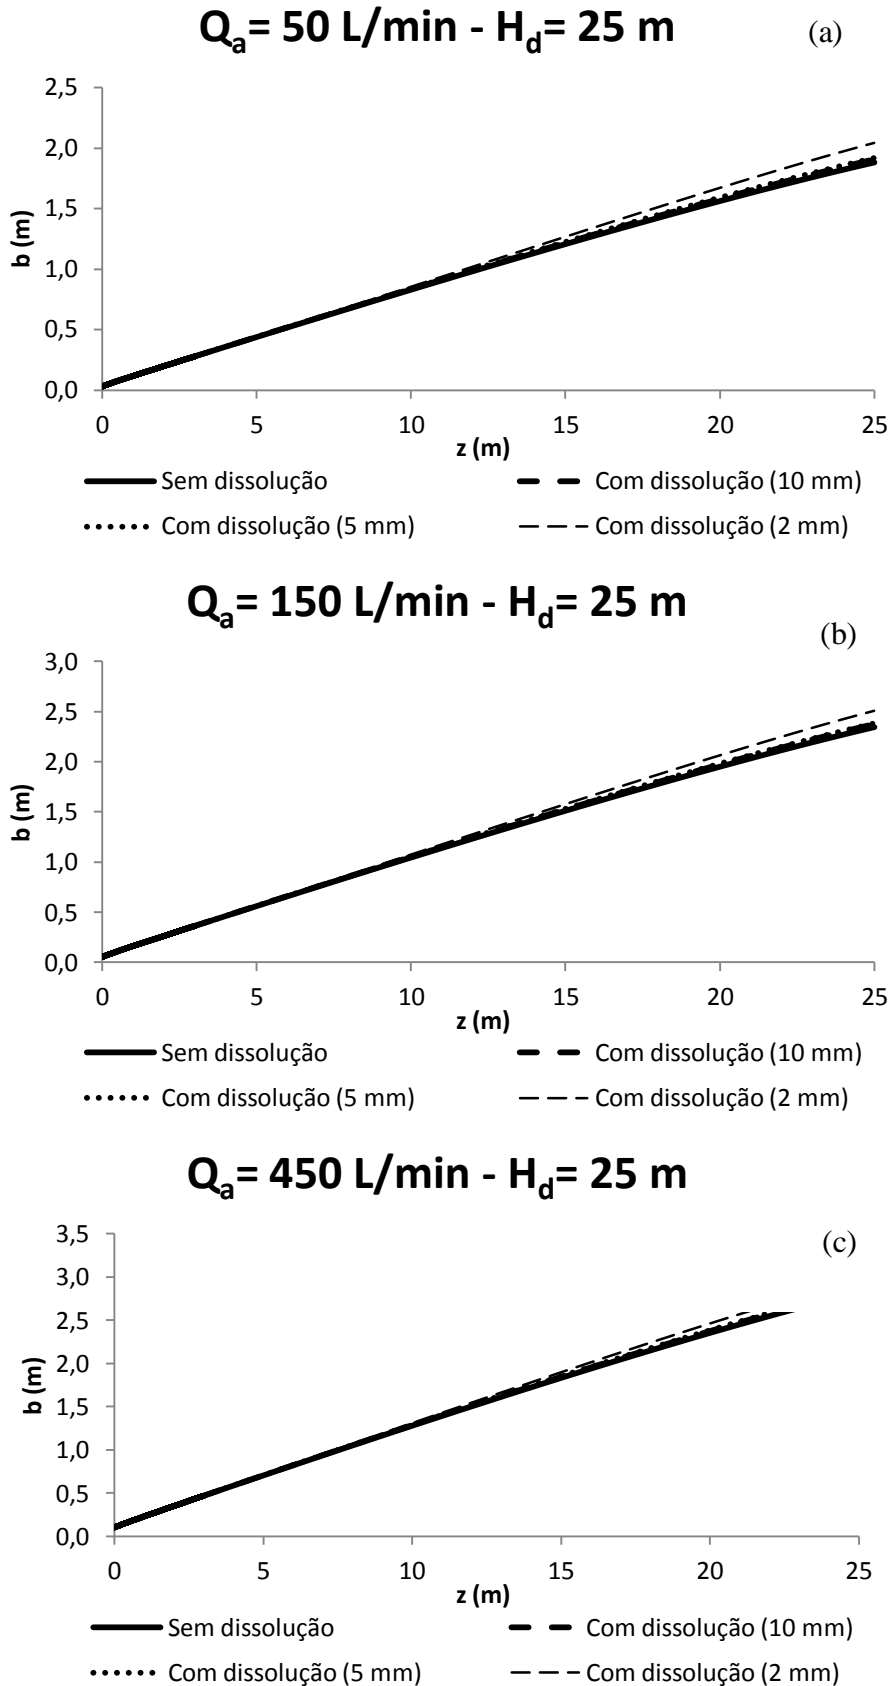 Qa= 50 L/min - Hd= 25 m (a)
2,5
2,0
1,5
1,0
0,5
0,0
b (m)
0 5 10 15 20 25
z (m)
Sem dissolução Com dissolução (10 mm)
Com dissolução (5 mm) Com dissolução (2 mm)
Qa= 150 L/min - Hd= 25 m
(b)
3,0
2,5
2,0
1,5
1,0
0,5
0,0
b (m)
0 5 10 15 20 25
z (m)
Sem dissolução Com dissolução (10 mm)
Com dissolução (5 mm) Com dissolução (2 mm)
Qa= 450 L/min - Hd= 25 m
(c)
3,5
3,0
2,5
2,0
1,5
1,0
0,5
0,0
b (m)
0 5 10 15 20 25
z (m)
Sem dissolução Com dissolução (10 mm)
Com dissolução (5 mm) Com dissolução (2 mm)